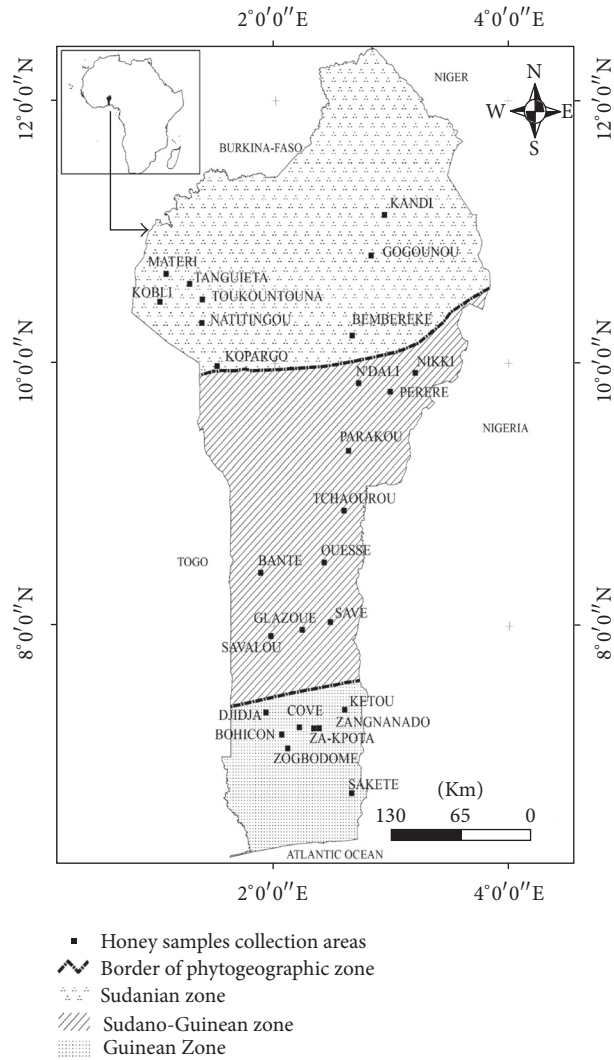 2°0′0″E 4°0′0″E
12°0′0″N
12°0′0″N
NIGER
N
W E
S
BURKINA-FASO
KANDI
GOGOUNOU
MATERI
TANGUIETA
KOBLI
TOUKOUNTOUNA
NATITINGOU
BEMBEREKE
10°0′0″N
10°0′0″N
KOPARGO
NIKKI
N'DALI
PERERE
NIGERIA
PARAKOU
TCHAOUROU
TOGO
BANTE
OUESSE
8°0′0″N
8°0′0″N
GLAZOUE
SAVE
SAVALOU
KETOU
DJIDJA
COVE
ZANGNANADO
BOHICON
ZA-KPOTA
ZOGBODOME
SAKETE
(Km)
130 65 0
ATLANTIC OCEAN
2°0′0″E 4°0′0″E
Honey samples collection areas
Border of phytogeographic zone
Sudanian zone
Sudano-Guinean zone
Guinean Zone